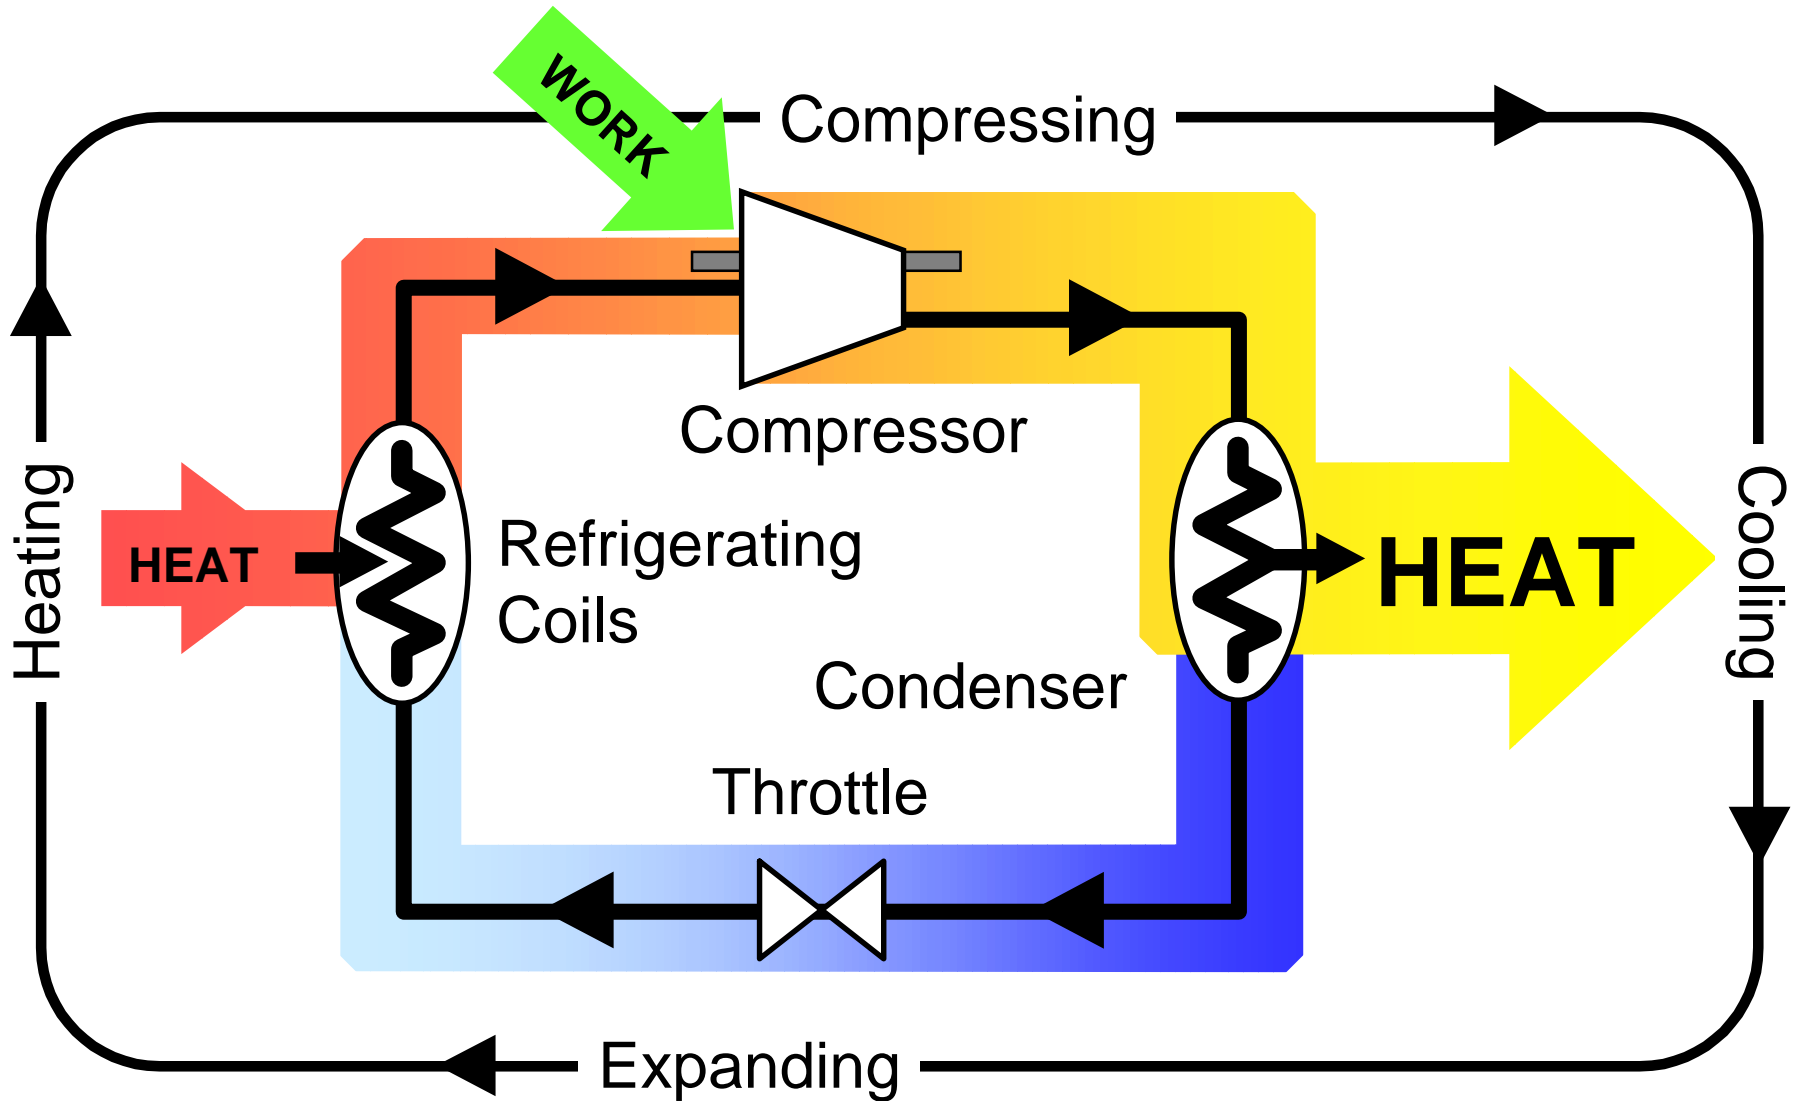 WORK
Compressing
Compressor
Heating
HEAT
Refrigerating
Coils
HEAT
Cooling
Condenser
Throttle
Expanding